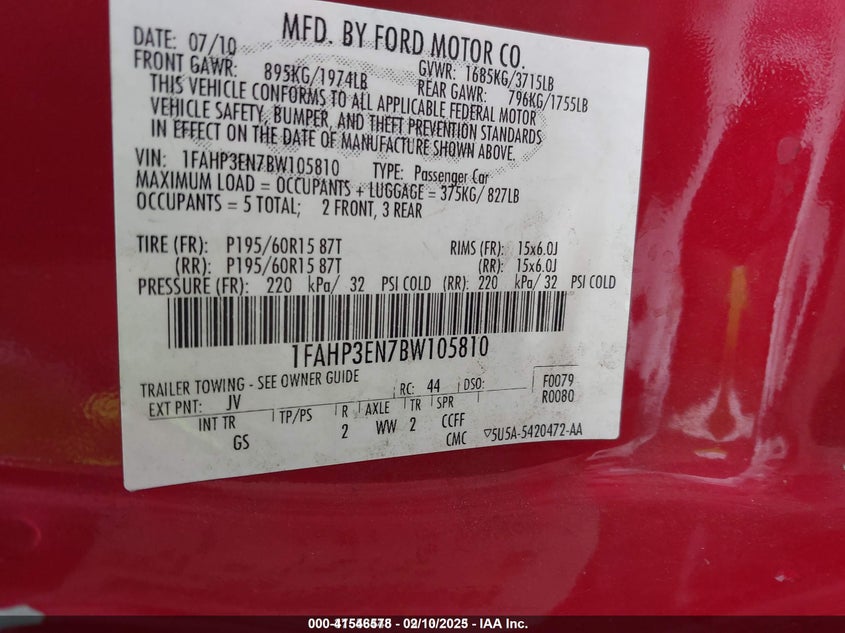 MFD. BY FORD MOTOR CO.
DATE: 07/10 GVWR: 1685KG/3715LB
FRONT GAWR: 895KG/1974LB REAR GAWR: 796KG/1755LB
THIS VEHICLE CONFORMS TO ALL APPLICABLE FEDERAL MOTOR
VEHICLE SAFETY, BUMPER, AND THEFT PREVENTION STANDARDS
IN EFFECT ON THE DATE OF MANUFACTURE SHOWN ABOVE.
VIN: 1FAHP3EN7BW105810 TYPE: Passenger Car
MAXIMUM LOAD = OCCUPANTS + LUGGAGE = 375KG/ 827LB
OCCUPANTS = 5 TOTAL; 2 FRONT, 3 REAR
TIRE (FR): P195/60R15 87T RIMS (FR): 15x6.0J
(RR): P195/60R15 87T (RR): 15x6.0J
PRESSURE (FR): 220 kPa/ 32 PSI COLD (RR): 220 kPa/ 32 PSI COLD
1FAHP3EN7BW105810
TRAILER TOWING - SEE OWNER GUIDE
EXT PNT: JV RC: 44 DSO: F0079
R0080
INT TR TP/PS R AXLE TR SPR
GS 2 WW 2 CCFF
CMC ▽5U5A-5420472-AA
02/10/2025 - IAA Inc.